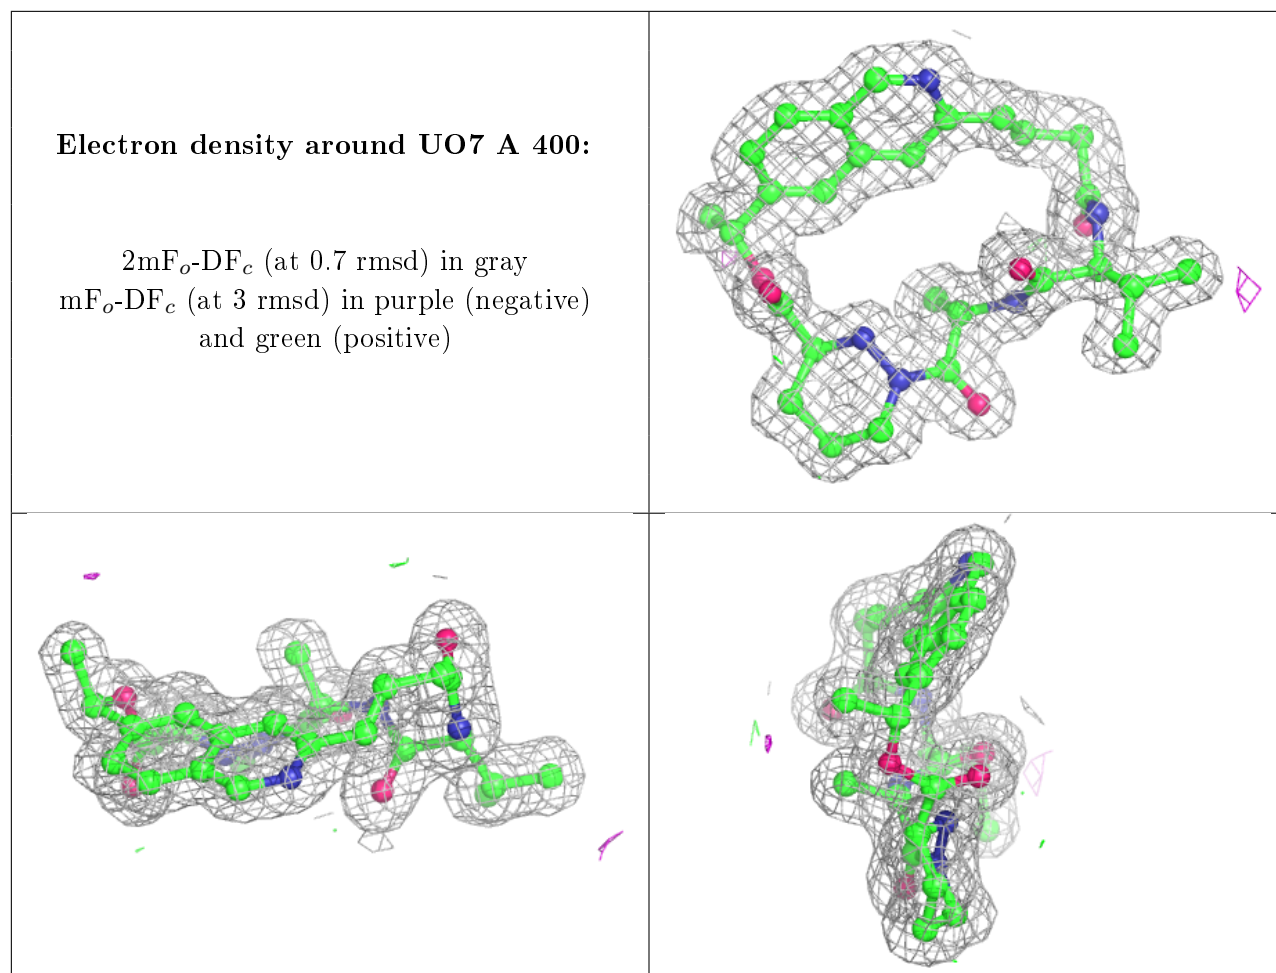 Electron density around UO7 A 400:
2mFo-DFc (at 0.7 rmsd) in gray
mFo-DFc (at 3 rmsd) in purple (negative)
and green (positive)